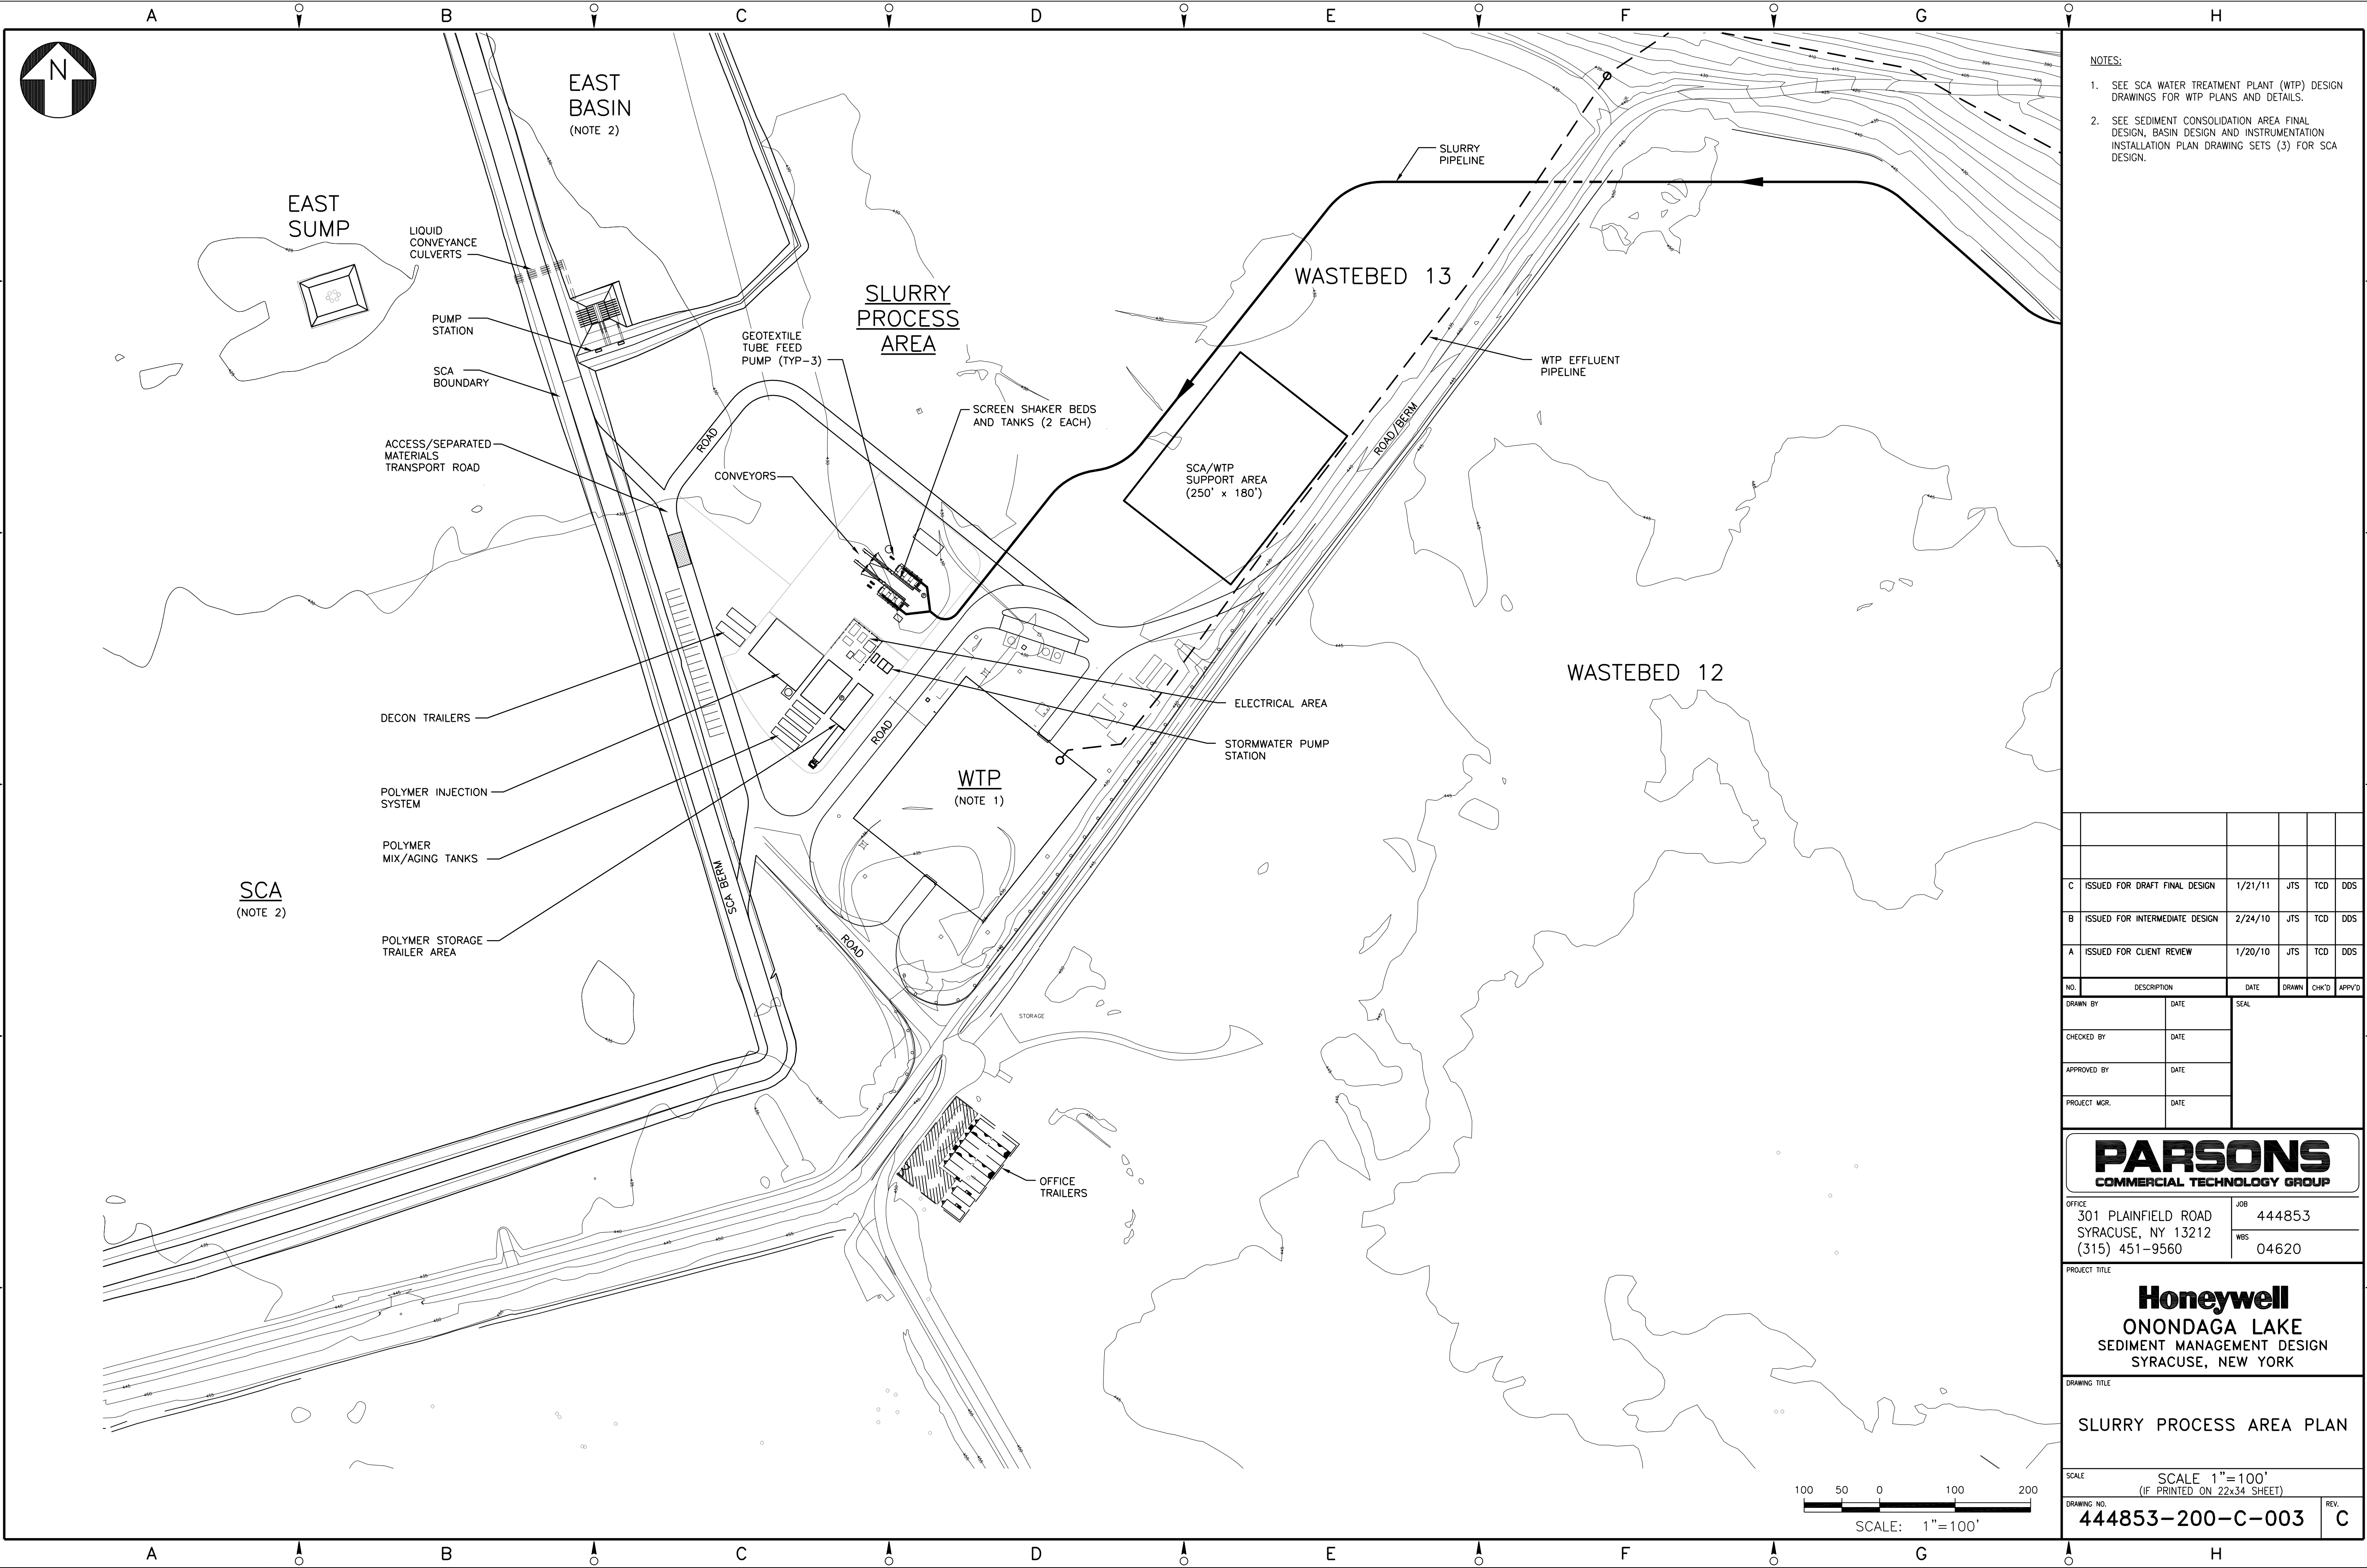 A B C D E F G H
N
EAST
BASIN
(NOTE 2)
EAST
SUMP
LIQUID
CONVEYANCE
CULVERTS
PUMP
STATION
SCA
BOUNDARY
ACCESS/SEPARATED
MATERIALS
TRANSPORT ROAD
SLURRY
PROCESS
AREA
GEOTEXTILE
TUBE FEED
PUMP (TYP-3)
SCREEN SHAKER BEDS
AND TANKS (2 EACH)
CONVEYORS
ROAD
SLURRY
PIPELINE
WASTEBED 13
WTP EFFLUENT
PIPELINE
ROAD/BERM
SCA/WTP
SUPPORT AREA
(250' x 180')
WASTEBED 12
DECON TRAILERS
POLYMER INJECTION
SYSTEM
POLYMER
MIX/AGING TANKS
POLYMER STORAGE
TRAILER AREA
ELECTRICAL AREA
STORMWATER PUMP
STATION
ROAD
WTP
(NOTE 1)
SCA BERM
ROAD
SCA
(NOTE 2)
STORAGE
OFFICE
TRAILERS
100 50 0 100 200
SCALE: 1"=100'
NOTES:
1. SEE SCA WATER TREATMENT PLANT (WTP) DESIGN
DRAWINGS FOR WTP PLANS AND DETAILS.
2. SEE SEDIMENT CONSOLIDATION AREA FINAL
DESIGN, BASIN DESIGN AND INSTRUMENTATION
INSTALLATION PLAN DRAWING SETS (3) FOR SCA
DESIGN.
C ISSUED FOR DRAFT FINAL DESIGN 1/21/11 JTS TCD DDS
B ISSUED FOR INTERMEDIATE DESIGN 2/24/10 JTS TCD DDS
A ISSUED FOR CLIENT REVIEW 1/20/10 JTS TCD DDS
NO. DESCRIPTION DATE DRAWN CHK'D APPV'D
DRAWN BY DATE SEAL
CHECKED BY DATE
APPROVED BY DATE
PROJECT MGR. DATE
PARSONS
COMMERCIAL TECHNOLOGY GROUP
OFFICE
301 PLAINFIELD ROAD
SYRACUSE, NY 13212
(315) 451-9560
JOB
444853
WBS
04620
PROJECT TITLE
Honeywell
ONONDAGA LAKE
SEDIMENT MANAGEMENT DESIGN
SYRACUSE, NEW YORK
DRAWING TITLE
SLURRY PROCESS AREA PLAN
SCALE
SCALE 1"=100'
(IF PRINTED ON 22x34 SHEET)
DRAWING NO.
444853-200-C-003
REV.
C
A B C D E F G H